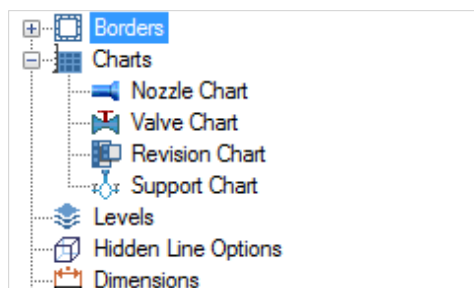 Borders
Charts
Nozzle Chart
Valve Chart
Revision Chart
Support Chart
Levels
Hidden Line Options
Dimensions